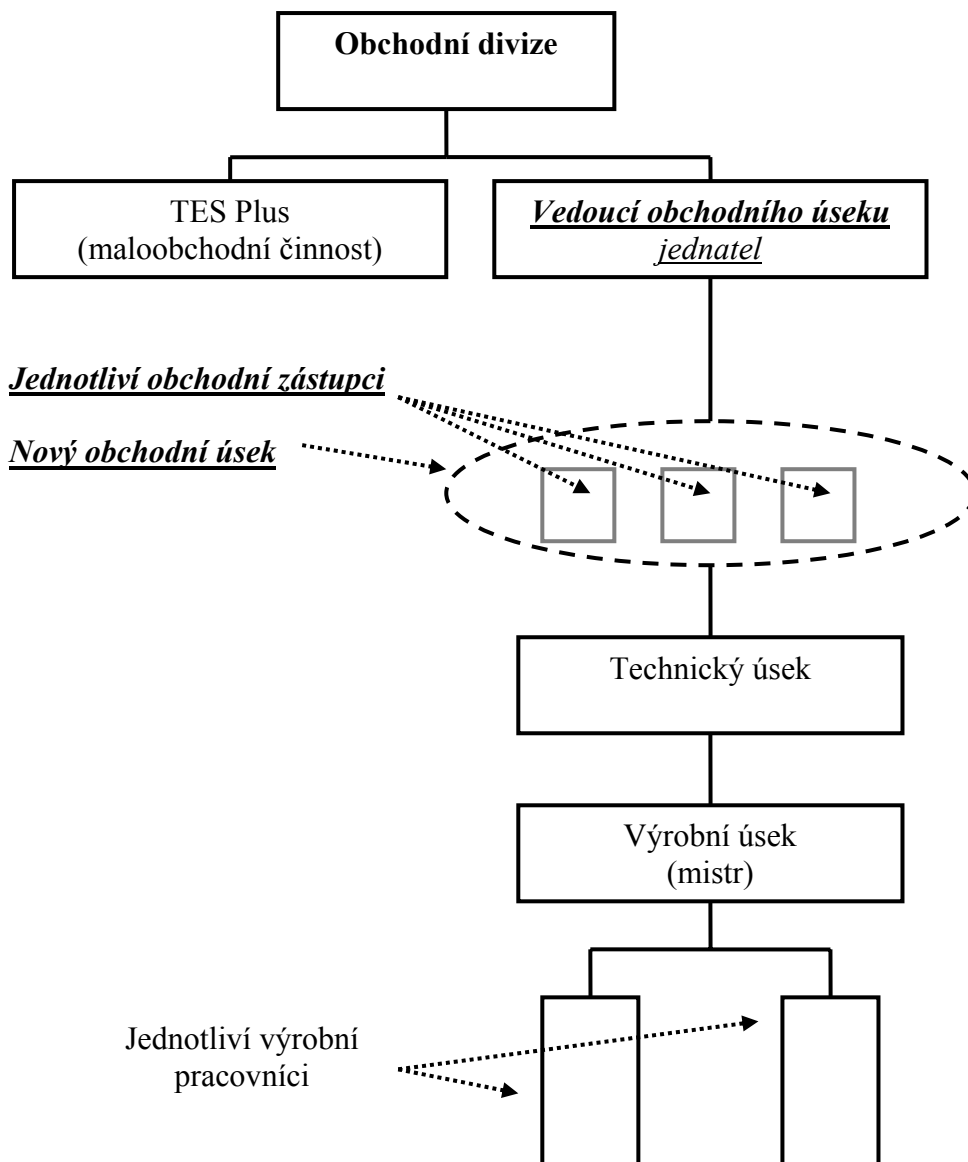 Obchodní divize
TES Plus
(maloobchodní činnost)
Vedoucí obchodního úseku
jednatel
Jednotliví obchodní zástupci
Nový obchodní úsek
Technický úsek
Výrobní úsek
(mistr)
Jednotliví výrobní
pracovníci